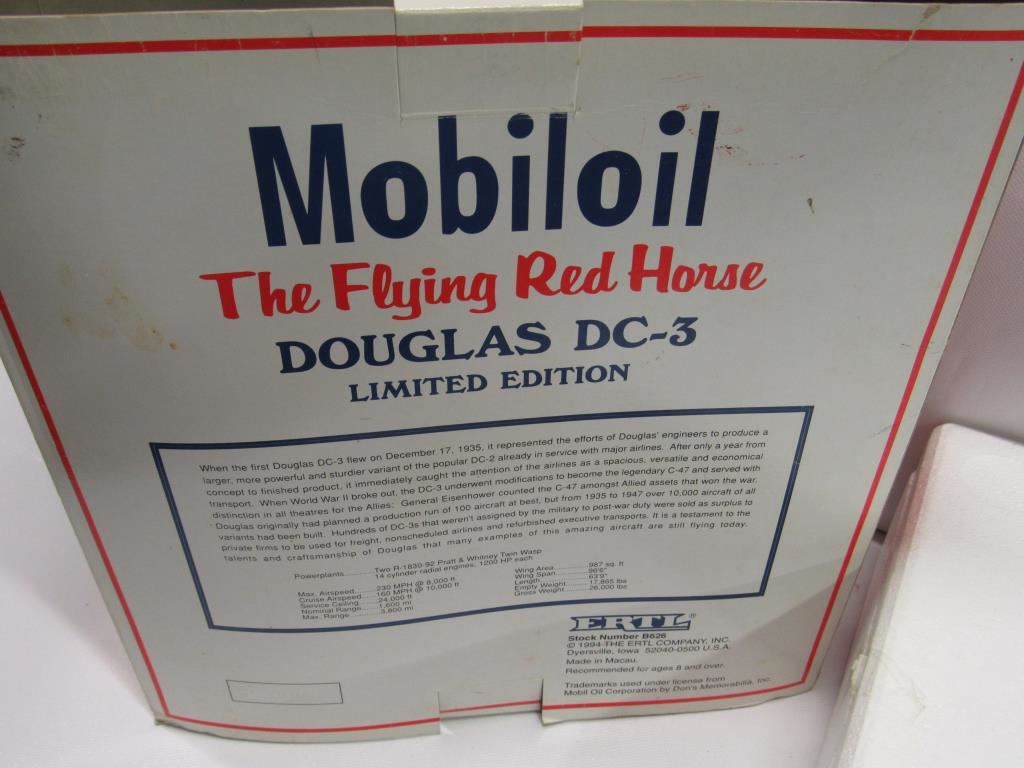 Mobiloil
The Flying Red Horse
DOUGLAS DC-3
LIMITED EDITION
When the first Douglas DC-3 flew on December 17, 1935, it represented the efforts of Douglas' engineers to produce a
larger, more powerful and sturdier variant of the popular DC-2 already in service with major airlines. After only a year from
concept to finished product, it immediately caught the attention of the airlines as a spacious, versatile and economical
transport. When World War II broke out, the DC-3 underwent modifications to become the legendary C-47 and served with
distinction in all theatres for the Allies; General Eisenhower counted the C-47 amongst Allied assets that won the war.
Douglas originally had planned a production run of 100 aircraft at best, but from 1935 to 1947 over 10,000 aircraft of all
variants had been built. Hundreds of DC-3s that weren't assigned by the military to post-war duty were sold as surplus to
private firms to be used for freight, nonscheduled airlines and refurbished executive transports. It is a testament to the
talents and craftsmanship of Douglas that many examples of this amazing aircraft are still flying today.
Powerplants..........Two R-1830-92 Pratt & Whitney Twin Wasp
14 cylinder radial engines, 1200 HP each
Max. Airspeed......230 MPH @ 8,000 ft
Cruise Airspeed....160 MPH @ 10,000 ft
Service Ceiling......24,000 ft
Nominal Range.....1,600 mi
Max. Range..........3,800 mi
Wing Area..............987 sq. ft
Wing Span.............96'6"
Length....................63'9"
Empty Weight........17,865 lbs
Gross Weight.........26,000 lbs
ERTL®
Stock Number B626
© 1994 THE ERTL COMPANY, INC.
Dyersville, Iowa 52040-0500 U.S.A.
Made in Macau.
Recommended for ages 8 and over.
Trademarks used under license from
Mobil Oil Corporation by Don's Memorabilia, Inc.